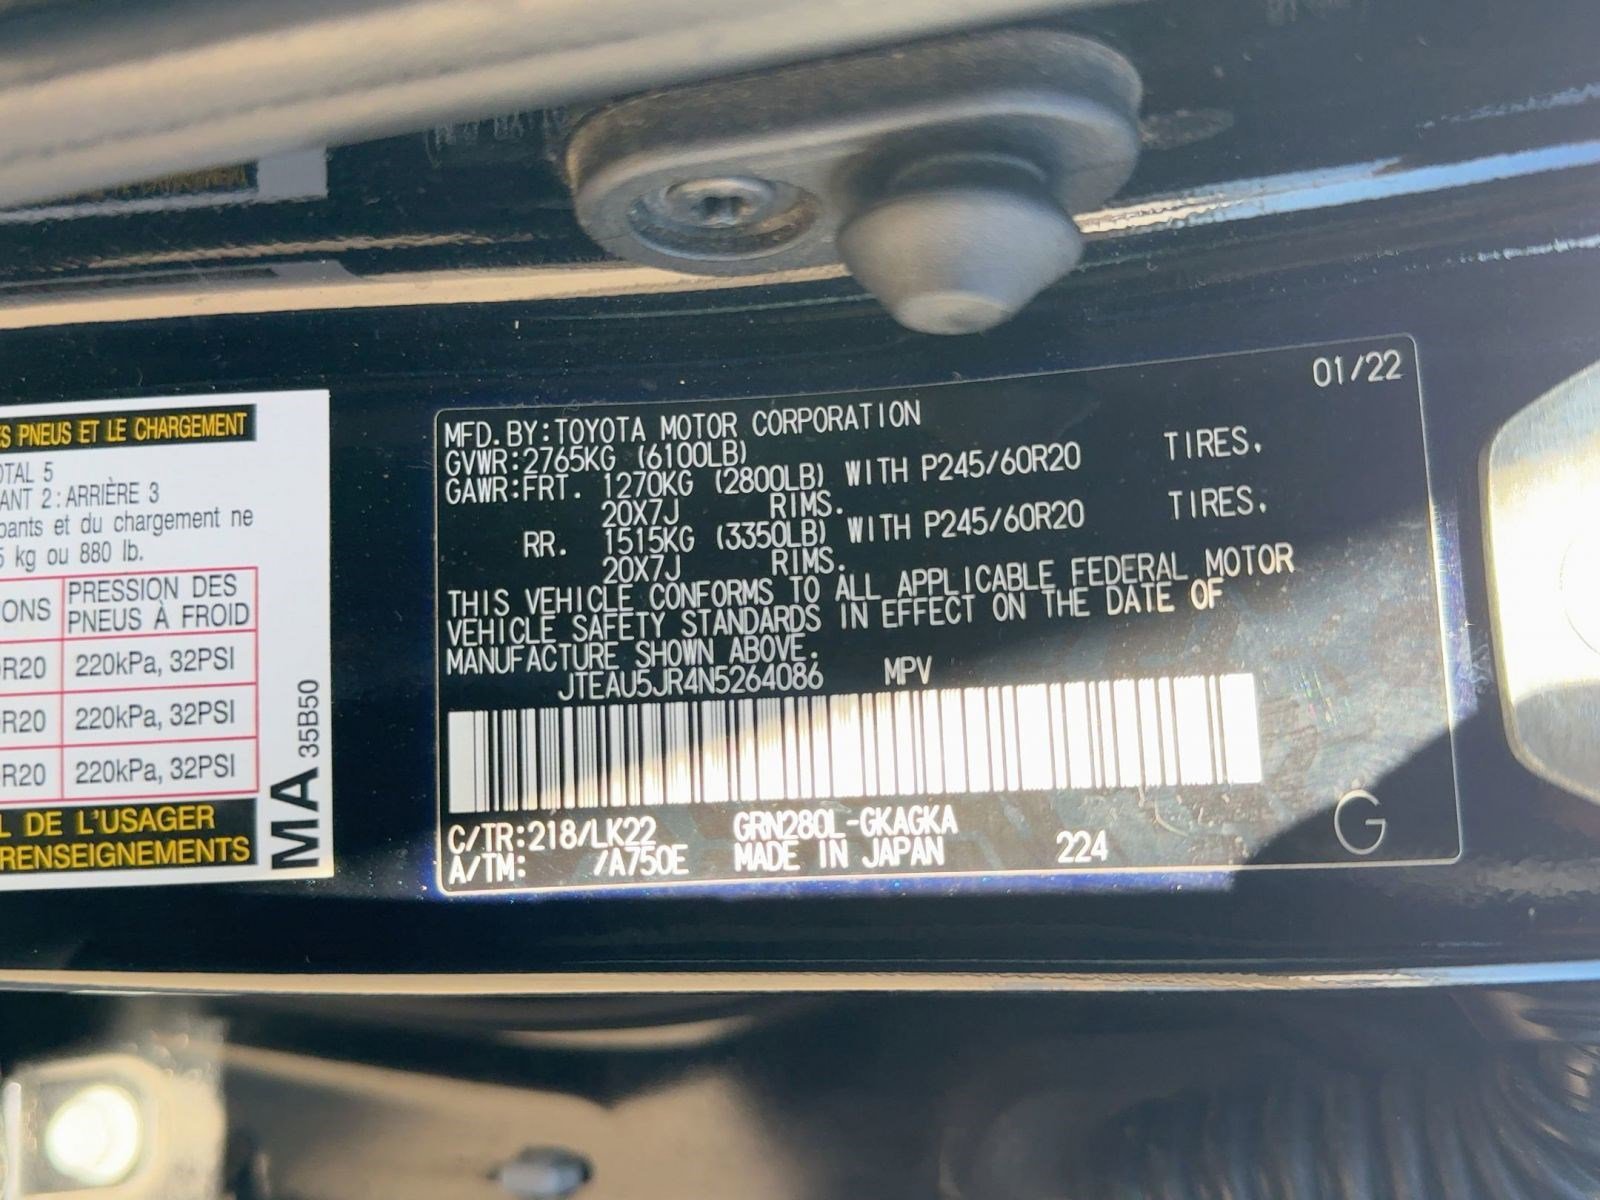 S PNEUS ET LE CHARGEMENT
OTAL 5
ANT 2 : ARRIÈRE 3
pants et du chargement ne
5 kg ou 880 lb.
IONS PRESSION DES
PNEUS À FROID
R20 220kPa, 32PSI
R20 220kPa, 32PSI
R20 220kPa, 32PSI
L DE L'USAGER
RENSEIGNEMENTS
MA 35B50
01/22
MFD. BY:TOYOTA MOTOR CORPORATION
GVWR:2765KG (6100LB)
GAWR:FRT. 1270KG (2800LB) WITH P245/60R20 TIRES.
20X7J RIMS.
RR. 1515KG (3350LB) WITH P245/60R20 TIRES.
20X7J RIMS.
THIS VEHICLE CONFORMS TO ALL APPLICABLE FEDERAL MOTOR
VEHICLE SAFETY STANDARDS IN EFFECT ON THE DATE OF
MANUFACTURE SHOWN ABOVE.
JTEAU5JR4N5264086 MPV
C/TR:218/LK22 GRN280L-GKAGKA
A/TM: /A750E MADE IN JAPAN 224
G